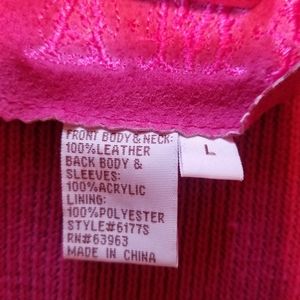 FRONT BODY & NECK:
100% LEATHER
BACK BODY &
SLEEVES:
100% ACRYLIC
LINING:
100% POLYESTER
STYLE#6177S
RN#63963
MADE IN CHINA
L